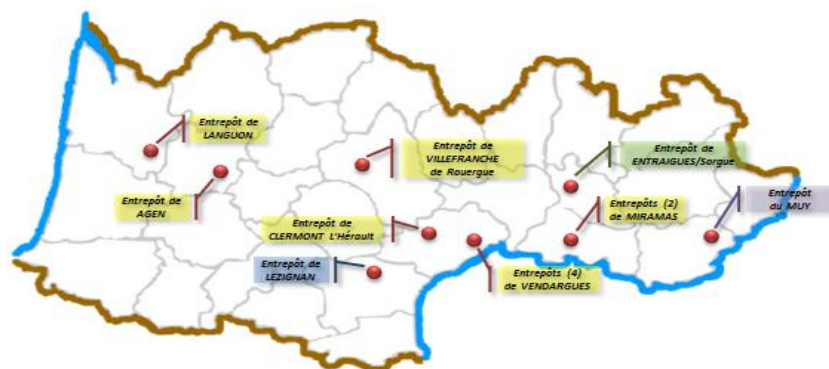 Entrepôt de
LANGUON
Entrepôt de
VILLEFRANCHE
de Rouergue
Entrepôt de
ENTRAIGUES/Sorgue
Entrepôt de
AGEN
Entrepôts (2)
de MIRAMAS
Entrepôt
du MUY
Entrepôt de
CLERMONT L'Hérault
Entrepôt de
LEZIGNAN
Entrepôts (4)
de VENDARGUES